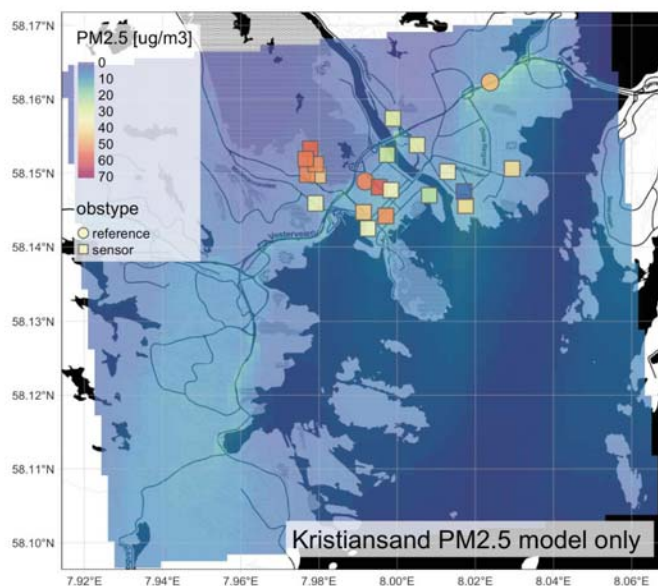 58.17°N
58.16°N
58.15°N
58.14°N
58.13°N
58.12°N
58.11°N
58.10°N
PM2.5 [ug/m3]
0
10
20
30
40
50
60
70
obstype
reference
sensor
Vesterveien
Kristiansand PM2.5 model only
7.92°E
7.94°E
7.96°E
7.98°E
8.00°E
8.02°E
8.04°E
8.06°E